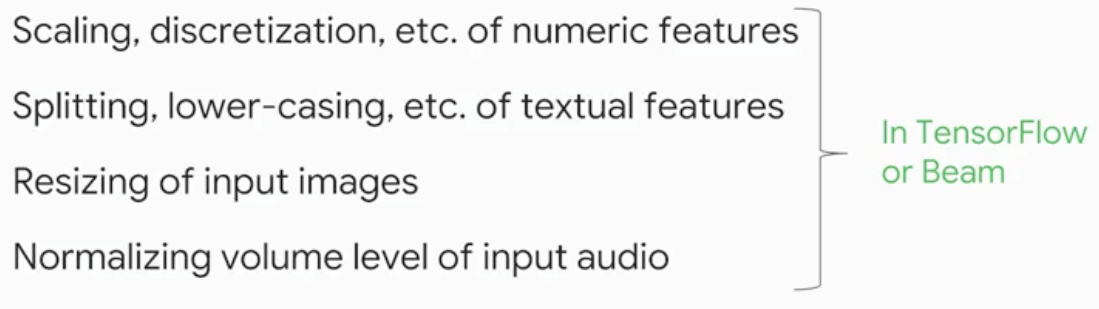 Scaling, discretization, etc. of numeric features
Splitting, lower-casing, etc. of textual features
Resizing of input images
Normalizing volume level of input audio
In TensorFlow
or Beam